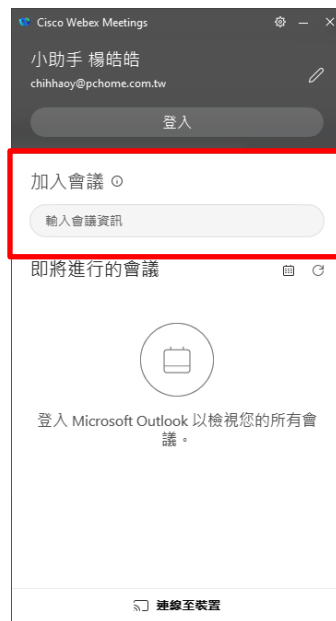 Cisco Webex Meetings
小助手 楊皓皓
chihhaoy@pchome.com.tw
登入
加入會議
輸入會議資訊
即將進行的會議
登入 Microsoft Outlook 以檢視您的所有會
議。
連線至裝置